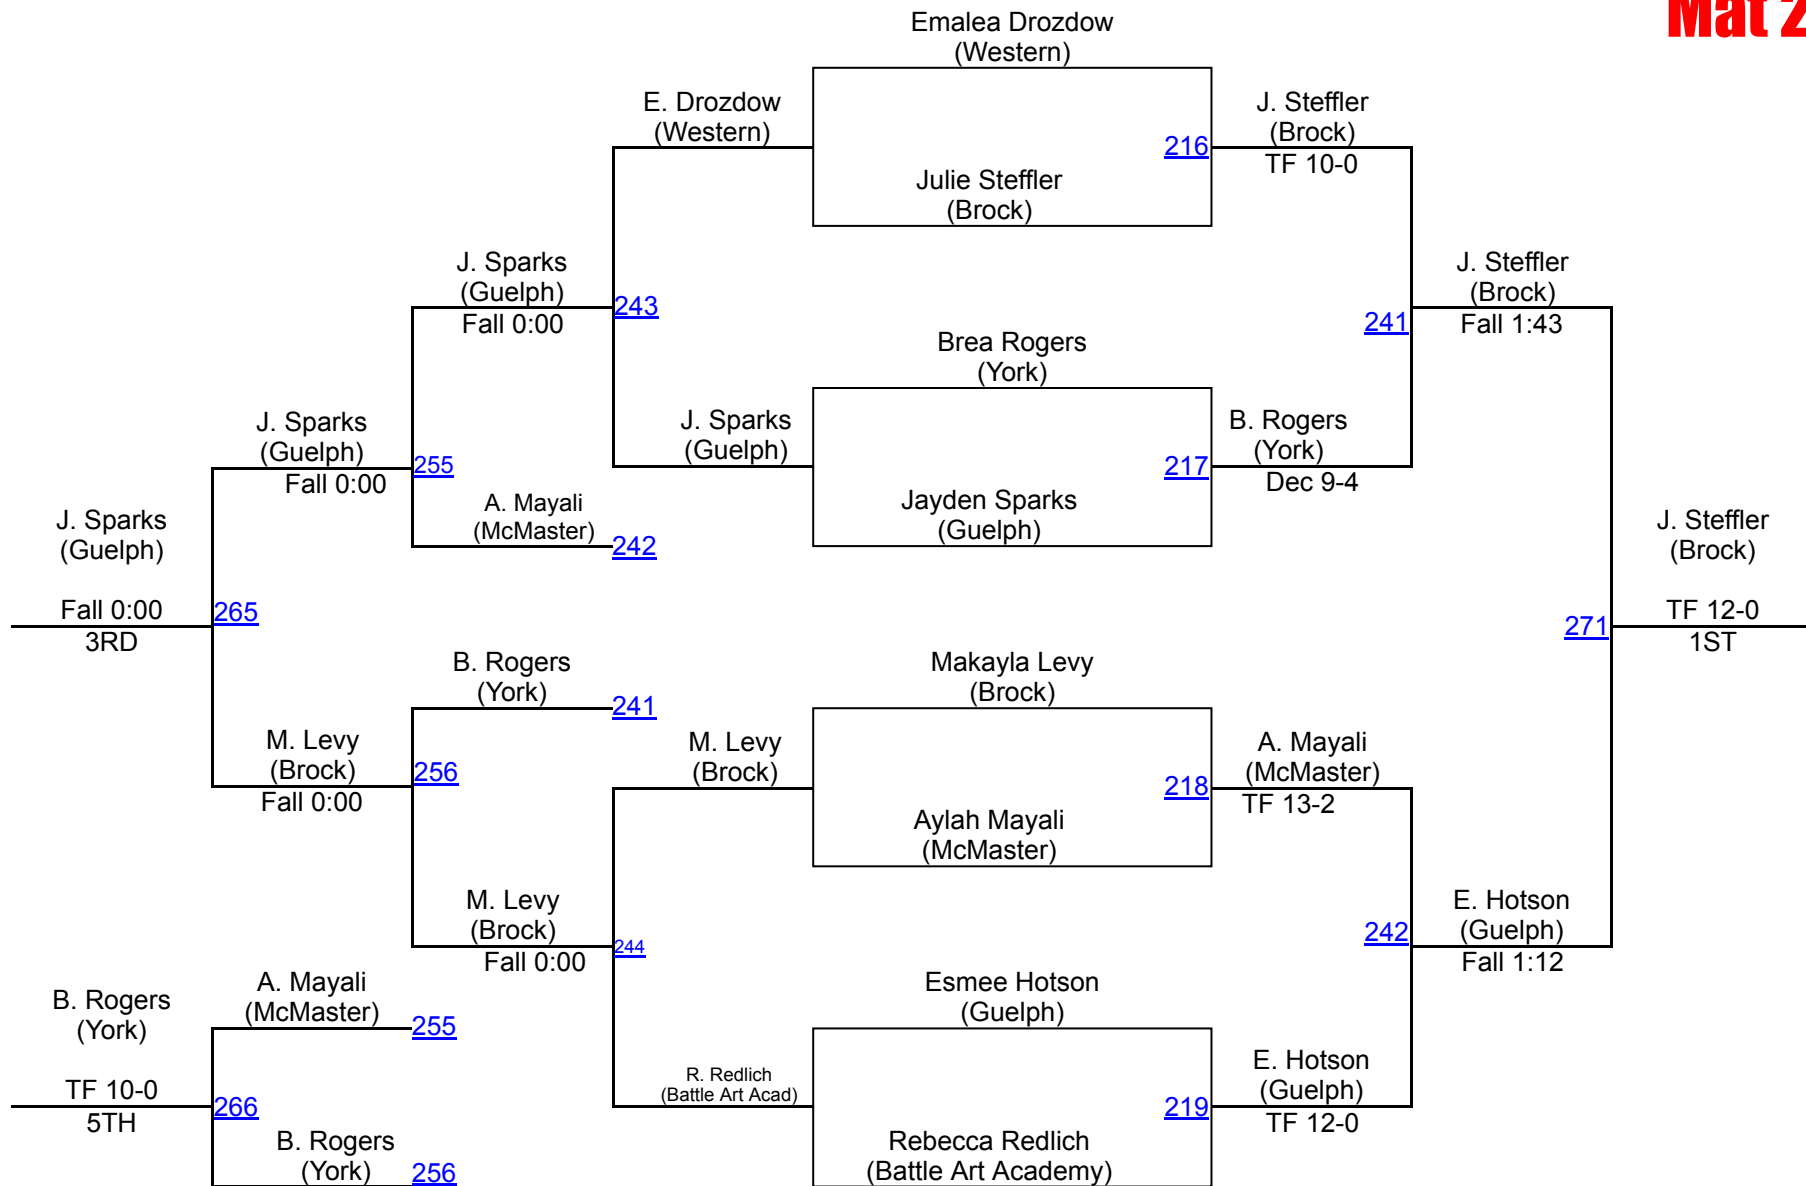 Mat 2
Emalea Drozdow
(Western)
E. Drozdow
(Western)
216
J. Steffler
(Brock)
TF 10-0
Julie Steffler
(Brock)
J. Sparks
(Guelph)
Fall 0:00
243
241
J. Steffler
(Brock)
Fall 1:43
Brea Rogers
(York)
J. Sparks
(Guelph)
Fall 0:00
255
J. Sparks
(Guelph)
217
B. Rogers
(York)
Dec 9-4
A. Mayali
(McMaster)
242
Jayden Sparks
(Guelph)
J. Sparks
(Guelph)
Fall 0:00
3RD
265
271
J. Steffler
(Brock)
TF 12-0
1ST
B. Rogers
(York)
241
Makayla Levy
(Brock)
M. Levy
(Brock)
Fall 0:00
256
M. Levy
(Brock)
218
A. Mayali
(McMaster)
TF 13-2
Aylah Mayali
(McMaster)
M. Levy
(Brock)
Fall 0:00
244
242
E. Hotson
(Guelph)
Fall 1:12
Esmee Hotson
(Guelph)
A. Mayali
(McMaster)
255
B. Rogers
(York)
TF 10-0
5TH
266
R. Redlich
(Battle Art Acad)
219
E. Hotson
(Guelph)
TF 12-0
B. Rogers
(York)
256
Rebecca Redlich
(Battle Art Academy)